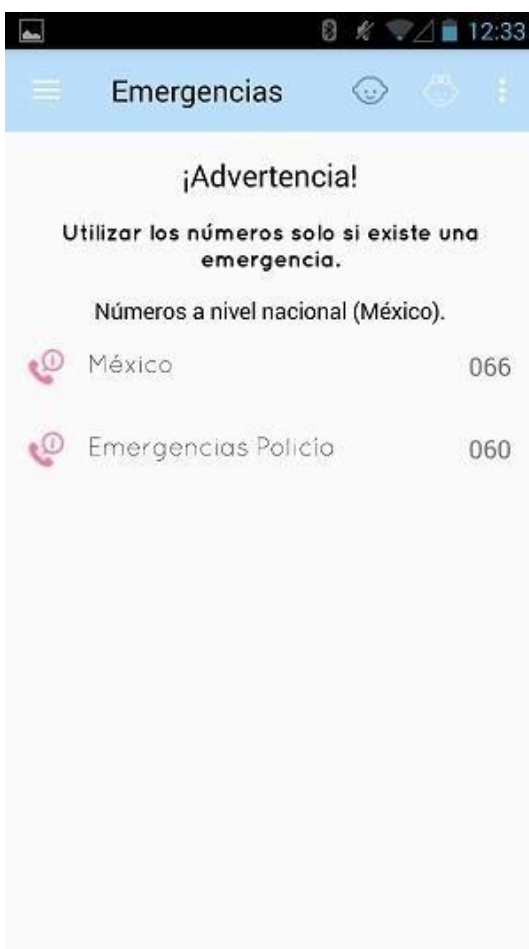 12:33
Emergencias
¡Advertencia!
Utilizar los números solo si existe una
emergencia.
Números a nivel nacional (México).
México 066
Emergencias Policía 060